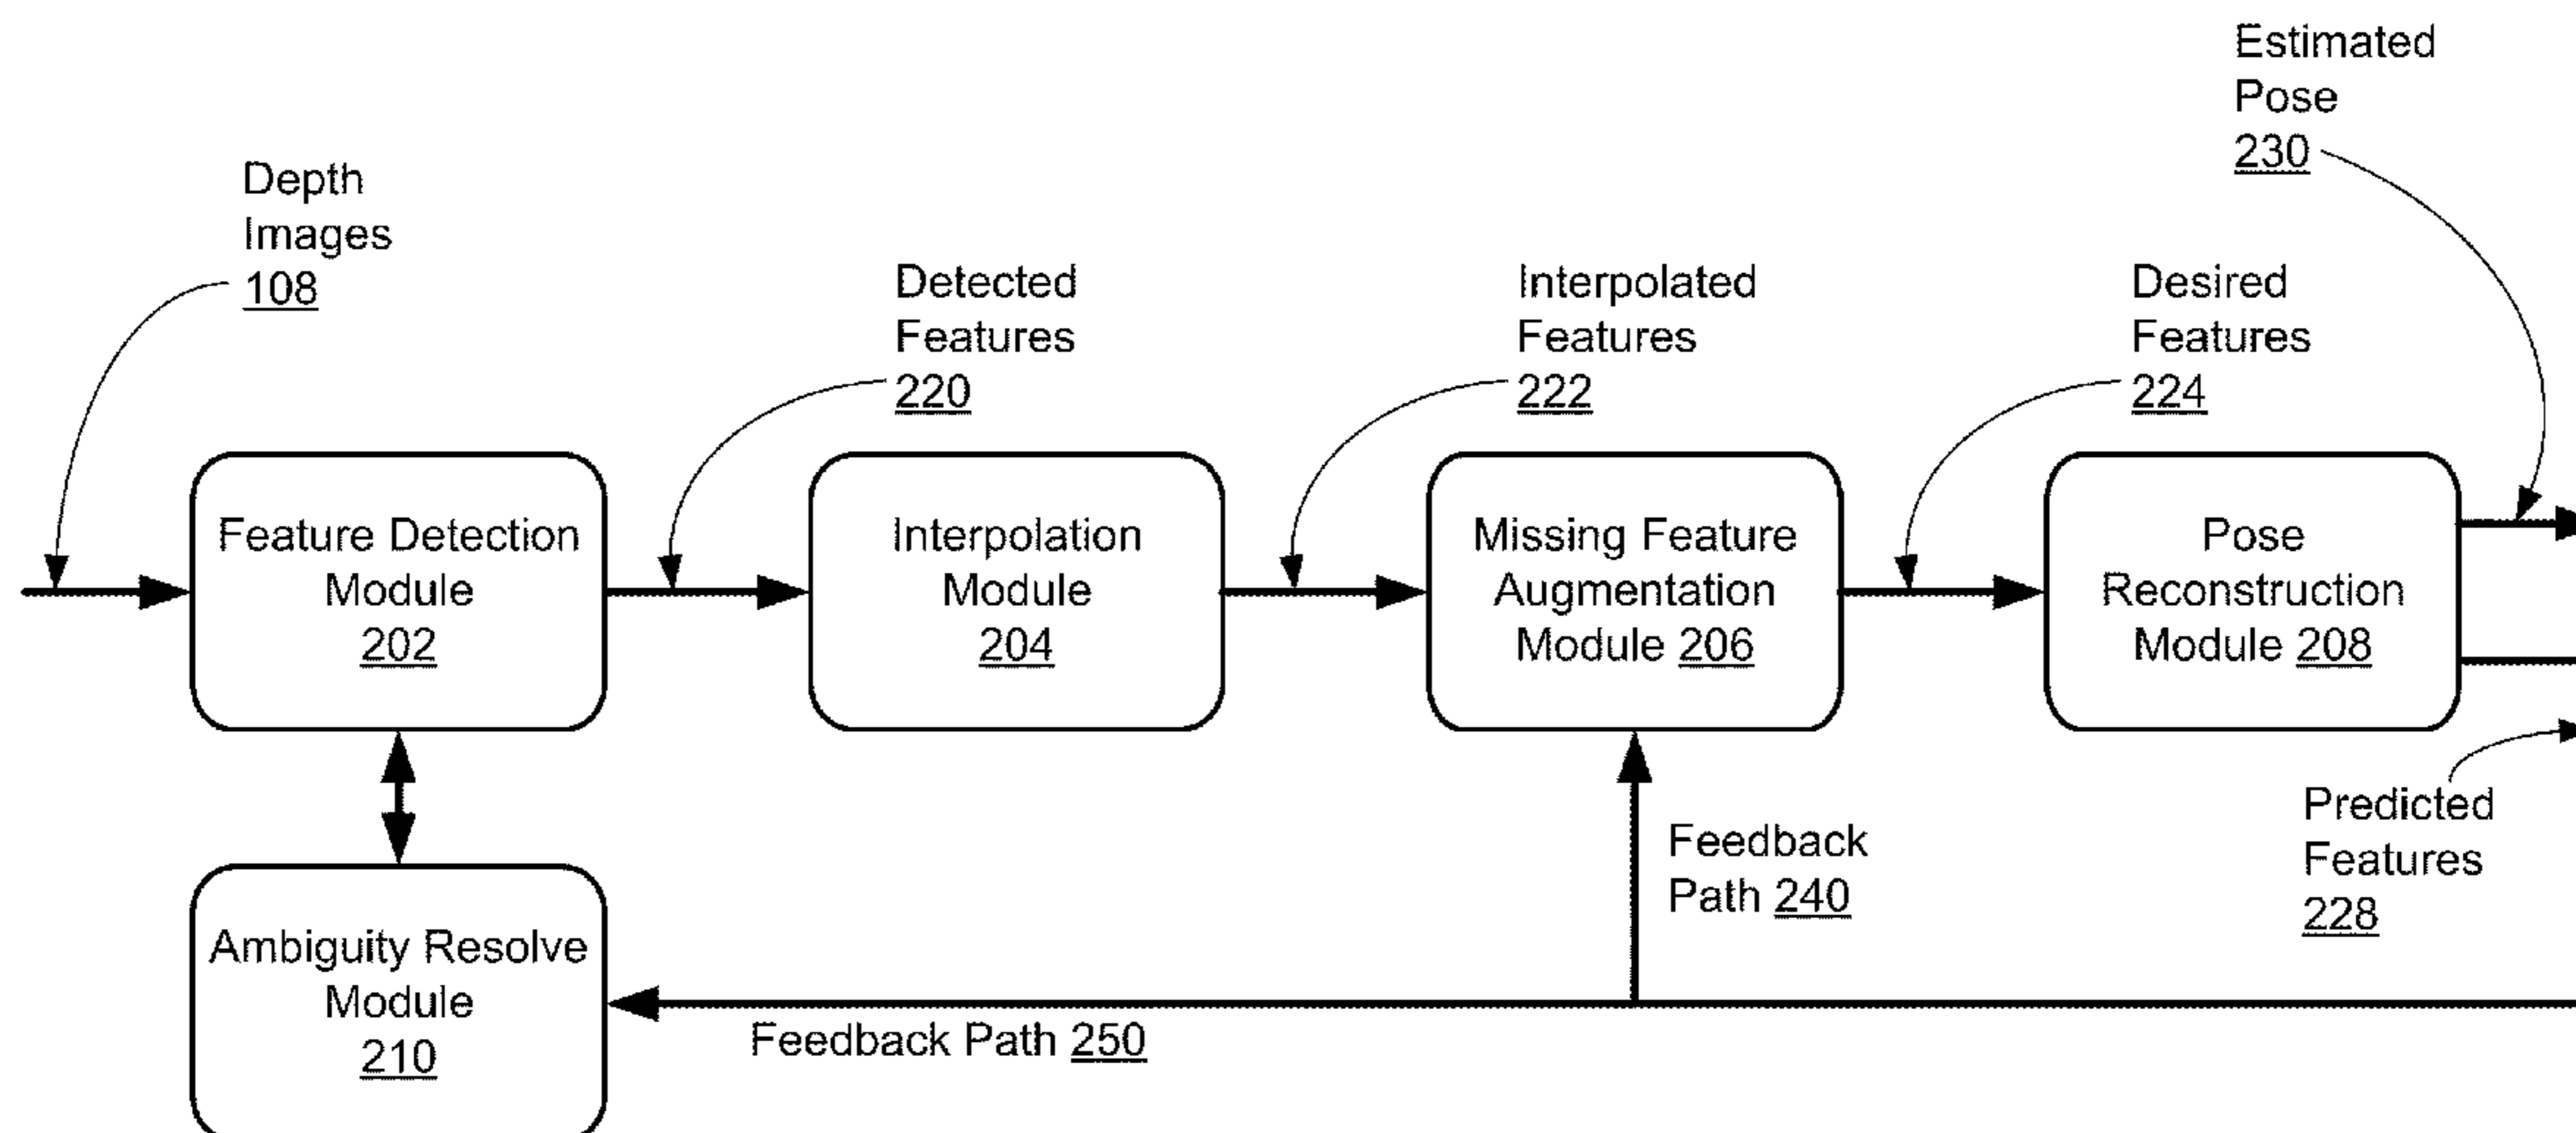 Estimated
Pose
230
Depth
Images
108
Detected
Features
220
Interpolated
Features
222
Desired
Features
224
Feature Detection
Module
202
Interpolation
Module
204
Missing Feature
Augmentation
Module 206
Pose
Reconstruction
Module 208
Predicted
Features
228
Feedback
Path 240
Ambiguity Resolve
Module
210
Feedback Path 250